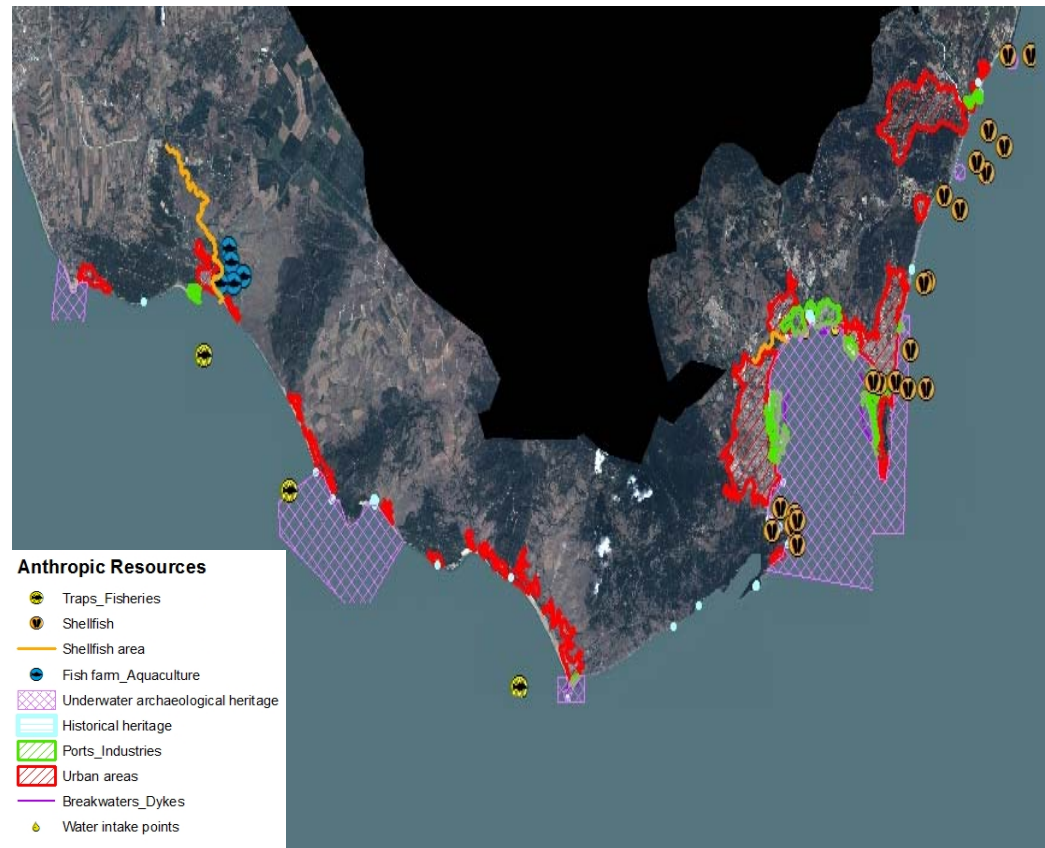 Anthropic Resources
Traps_Fisheries
Shellfish
Shellfish area
Fish farm_Aquaculture
Underwater archaeological heritage
Historical heritage
Ports_Industries
Urban areas
Breakwaters_Dykes
Water intake points